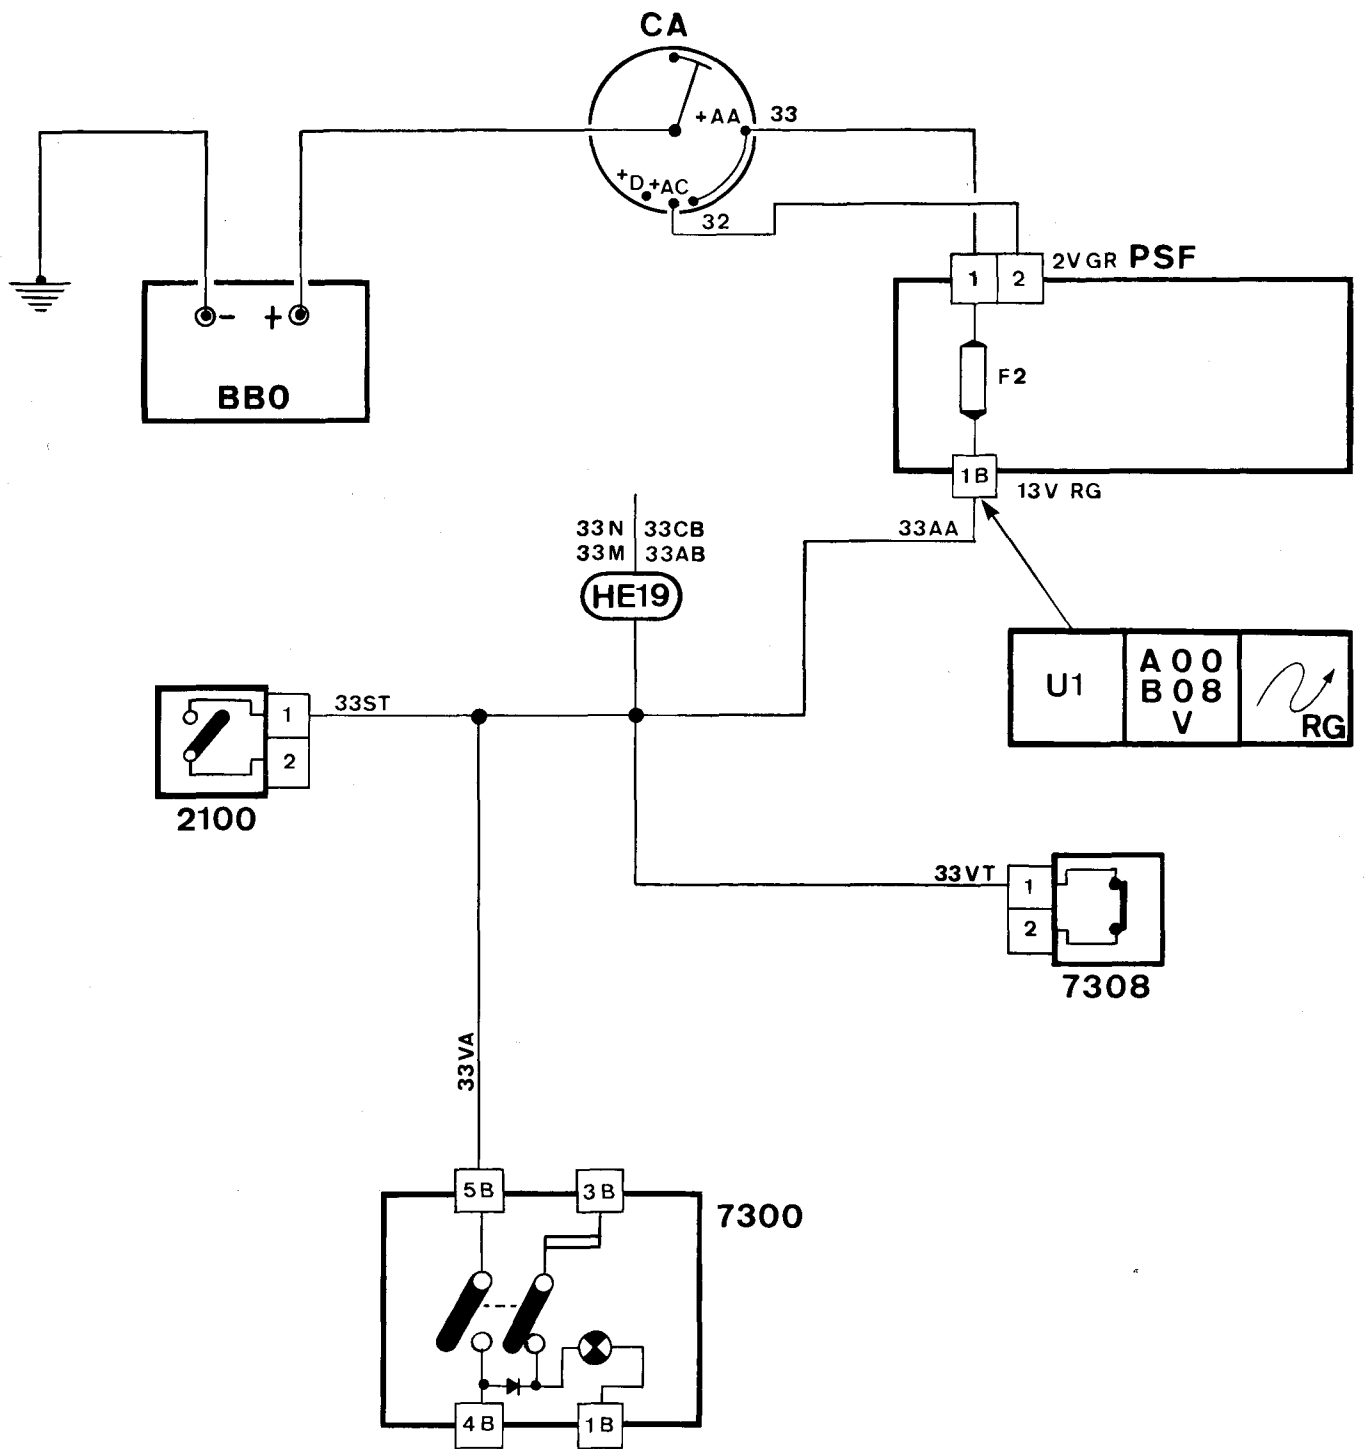 CA
+AA 33
+D +AC
32
1 2 2V GR PSF
- +
BB0
F2
1B
13V RG
33N 33CB
33M 33AB
33AA
HE19
U1
A 0 0
B 0 8
V
RG
33ST
1
2
2100
33VT
1
2
7308
33VA
5B 3B
7300
4B 1B